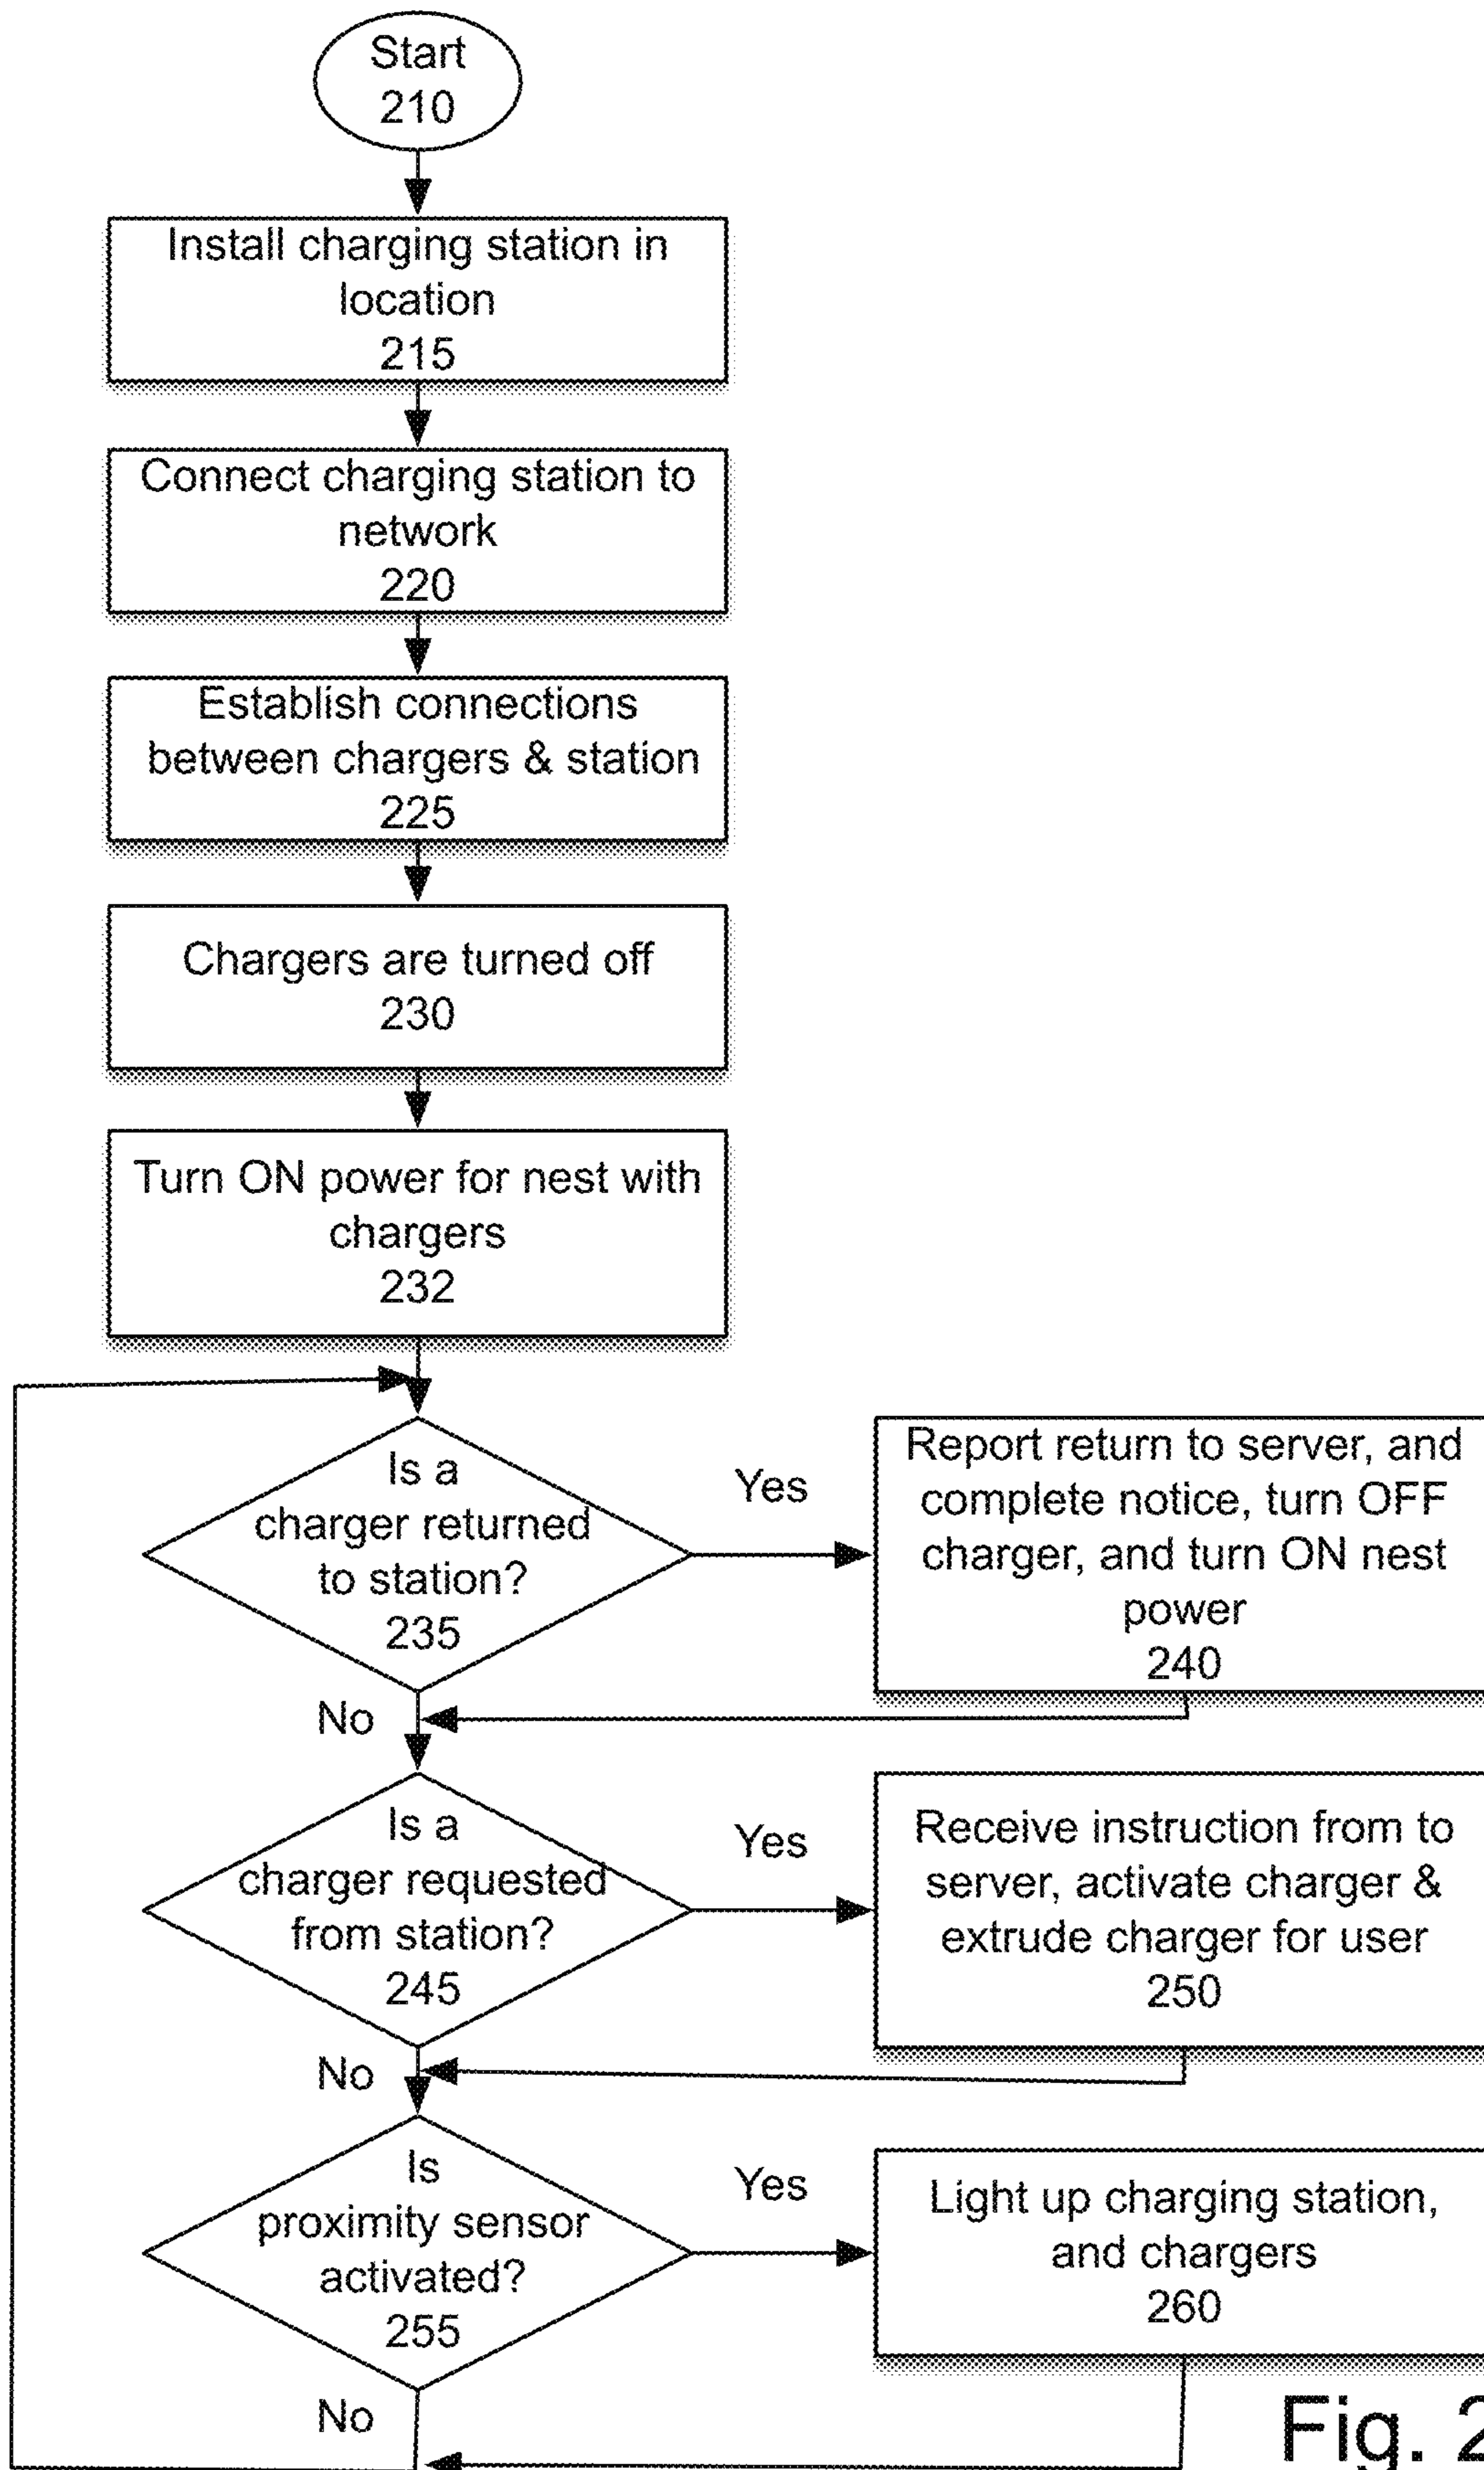 Start
210
Install charging station in
location
215
Connect charging station to
network
220
Establish connections
between chargers & station
225
Chargers are turned off
230
Turn ON power for nest with
chargers
232
Is a
charger returned
to station?
235
Yes
Report return to server, and
complete notice, turn OFF
charger, and turn ON nest
power
240
No
Is a
charger requested
from station?
245
Yes
Receive instruction from to
server, activate charger &
extrude charger for user
250
No
Is
proximity sensor
activated?
255
Yes
Light up charging station,
and chargers
260
No
Fig. 2